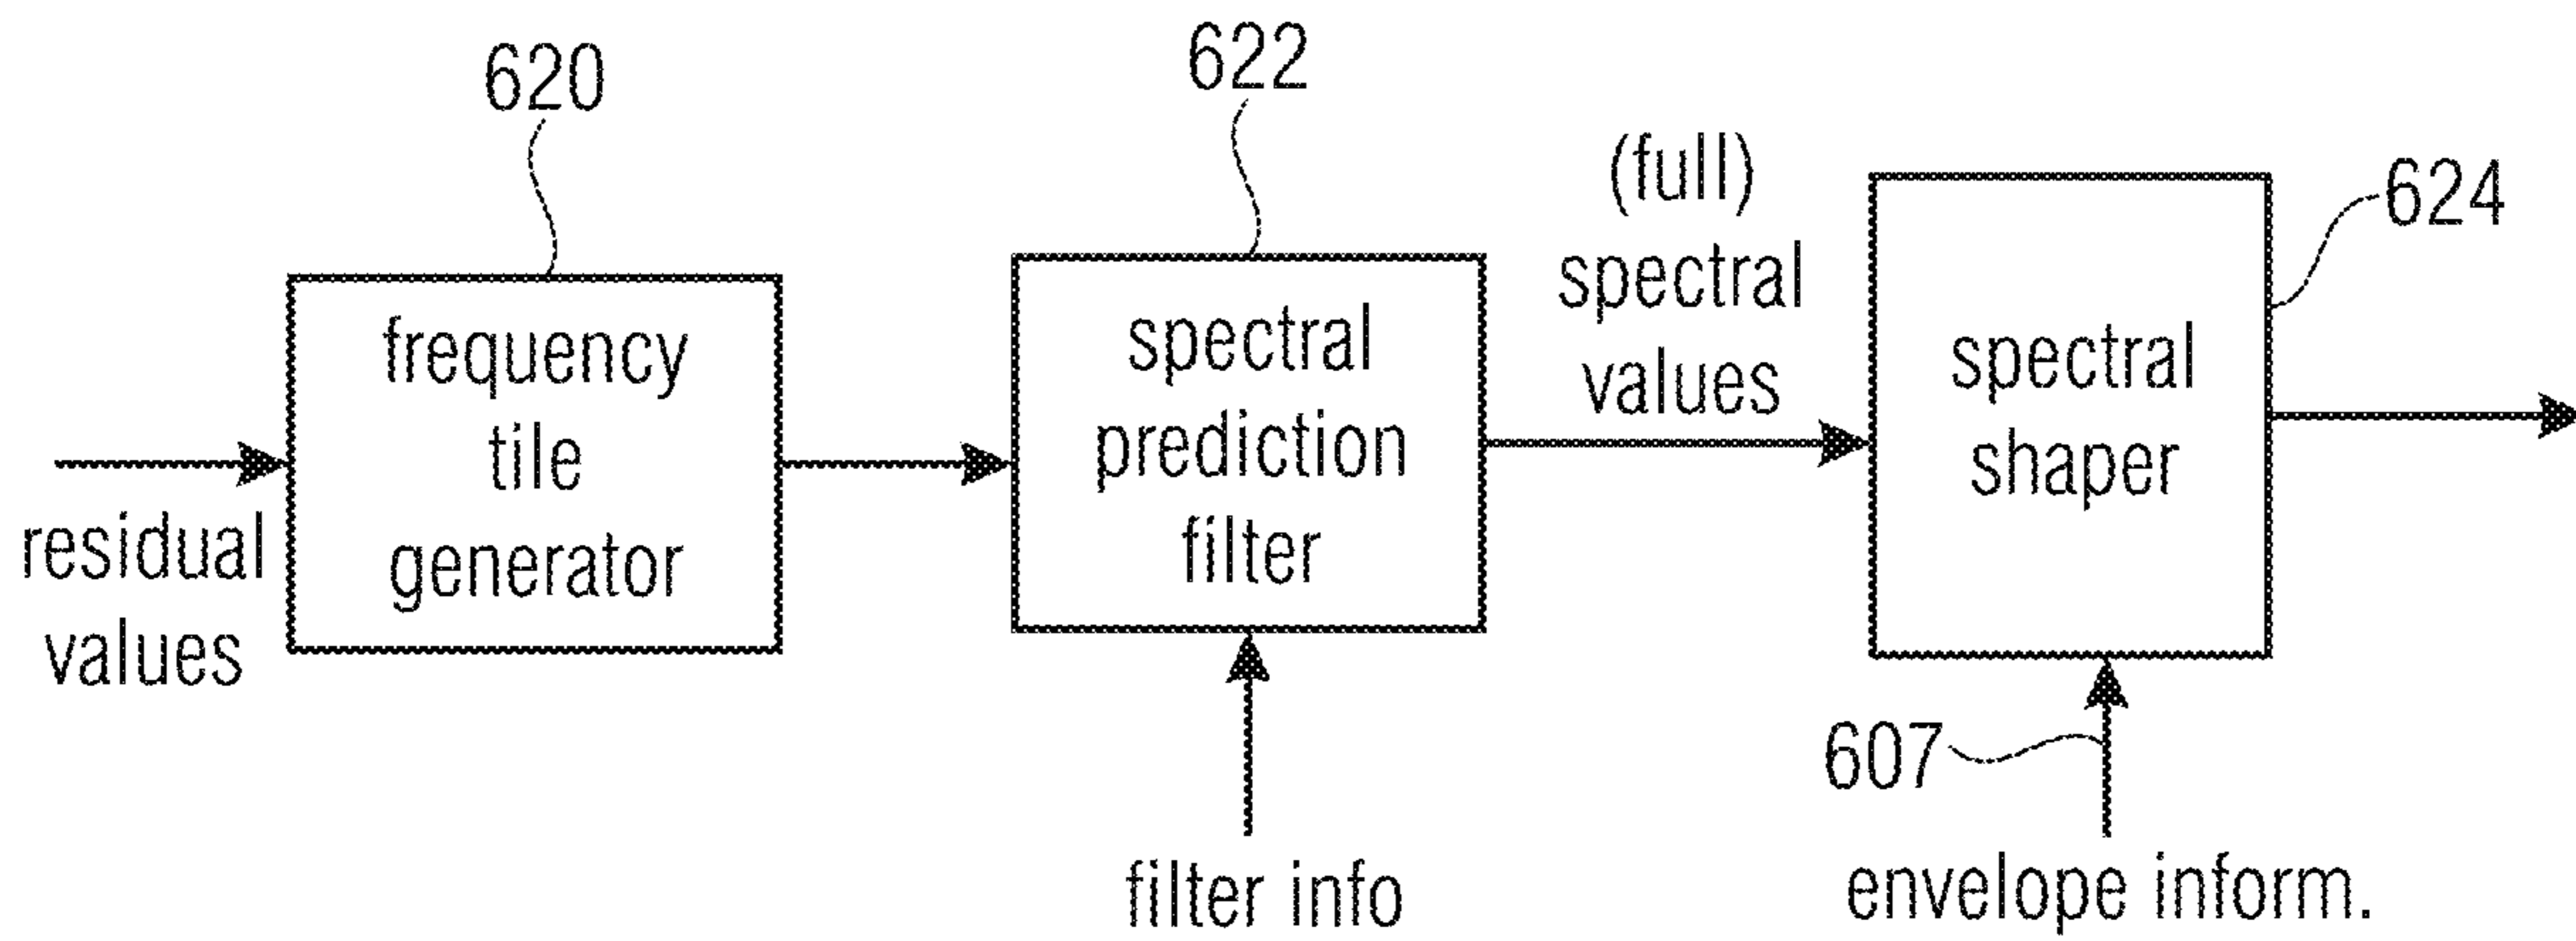 620
622
(full)
spectral
values
624
frequency
tile
generator
spectral
prediction
filter
spectral
shaper
residual
values
607
filter info
envelope inform.